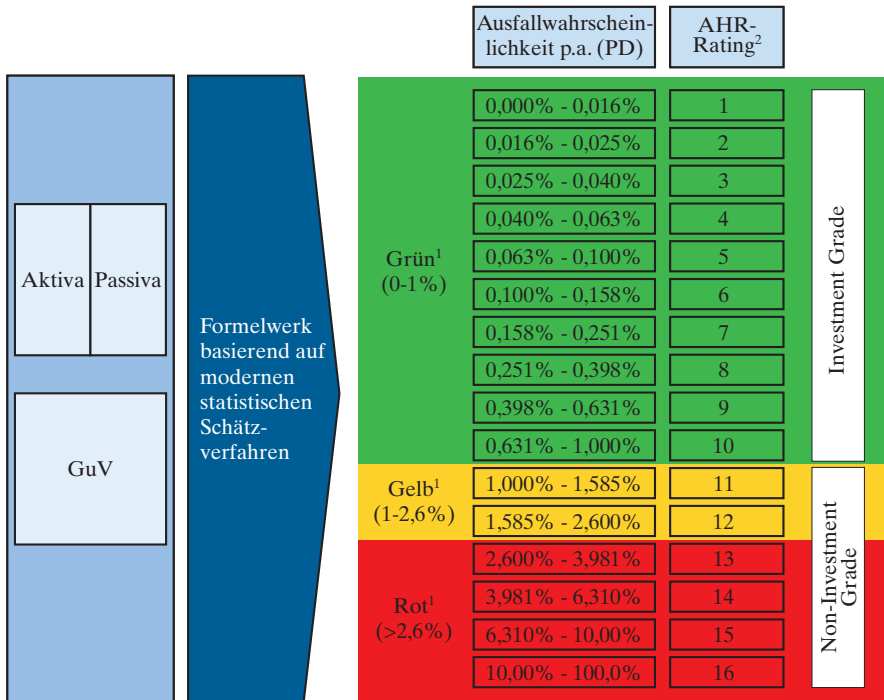 Ausfallwahrschein-
lichkeit p.a. (PD)
AHR-
Rating²
Aktiva
Passiva
GuV
Formelwerk
basierend auf
modernen
statistischen
Schätz-
verfahren
Grün¹
(0-1%)
0,000% - 0,016% 1
0,016% - 0,025% 2
0,025% - 0,040% 3
0,040% - 0,063% 4
0,063% - 0,100% 5
0,100% - 0,158% 6
0,158% - 0,251% 7
0,251% - 0,398% 8
0,398% - 0,631% 9
0,631% - 1,000% 10
Investment Grade
Gelb¹
(1-2,6%)
1,000% - 1,585% 11
1,585% - 2,600% 12
Rot¹
(>2,6%)
2,600% - 3,981% 13
3,981% - 6,310% 14
6,310% - 10,00% 15
10,00% - 100,0% 16
Non-Investment
Grade